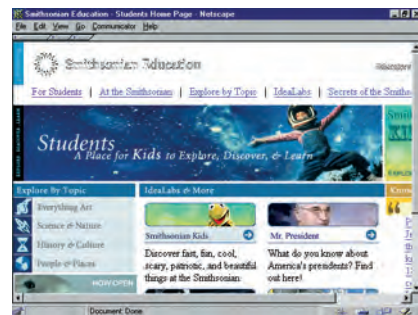 Smithsonian Education - Students Home Page - Netscape
File Edit View Go Communicator Help
Smithsonian Education
For Students | At the Smithsonian | Explore by Topic | IdeaLabs | Secrets of the Smiths
Students
A Place for Kids to Explore, Discover, & Learn
Explore By Topic
Everything Art
Science & Nature
History & Culture
People & Places
NOW OPEN
IdeaLabs & More
Smithsonian Kids
Discover fast, fun, cool,
scary, patriotic, and beautiful
things at the Smithsonian.
Mr. President
What do you know about
America's presidents? Find
out here!
Know
Document: Done